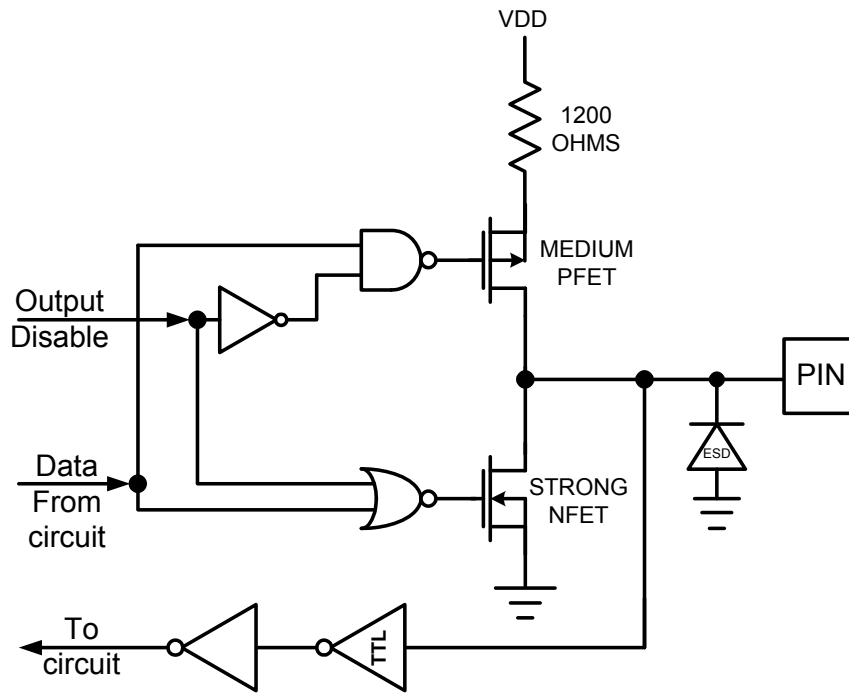 VDD
1200
OHMS
MEDIUM
PFET
Output
Disable
PIN
ESD
Data
From
circuit
STRONG
NFET
To
circuit
TTL